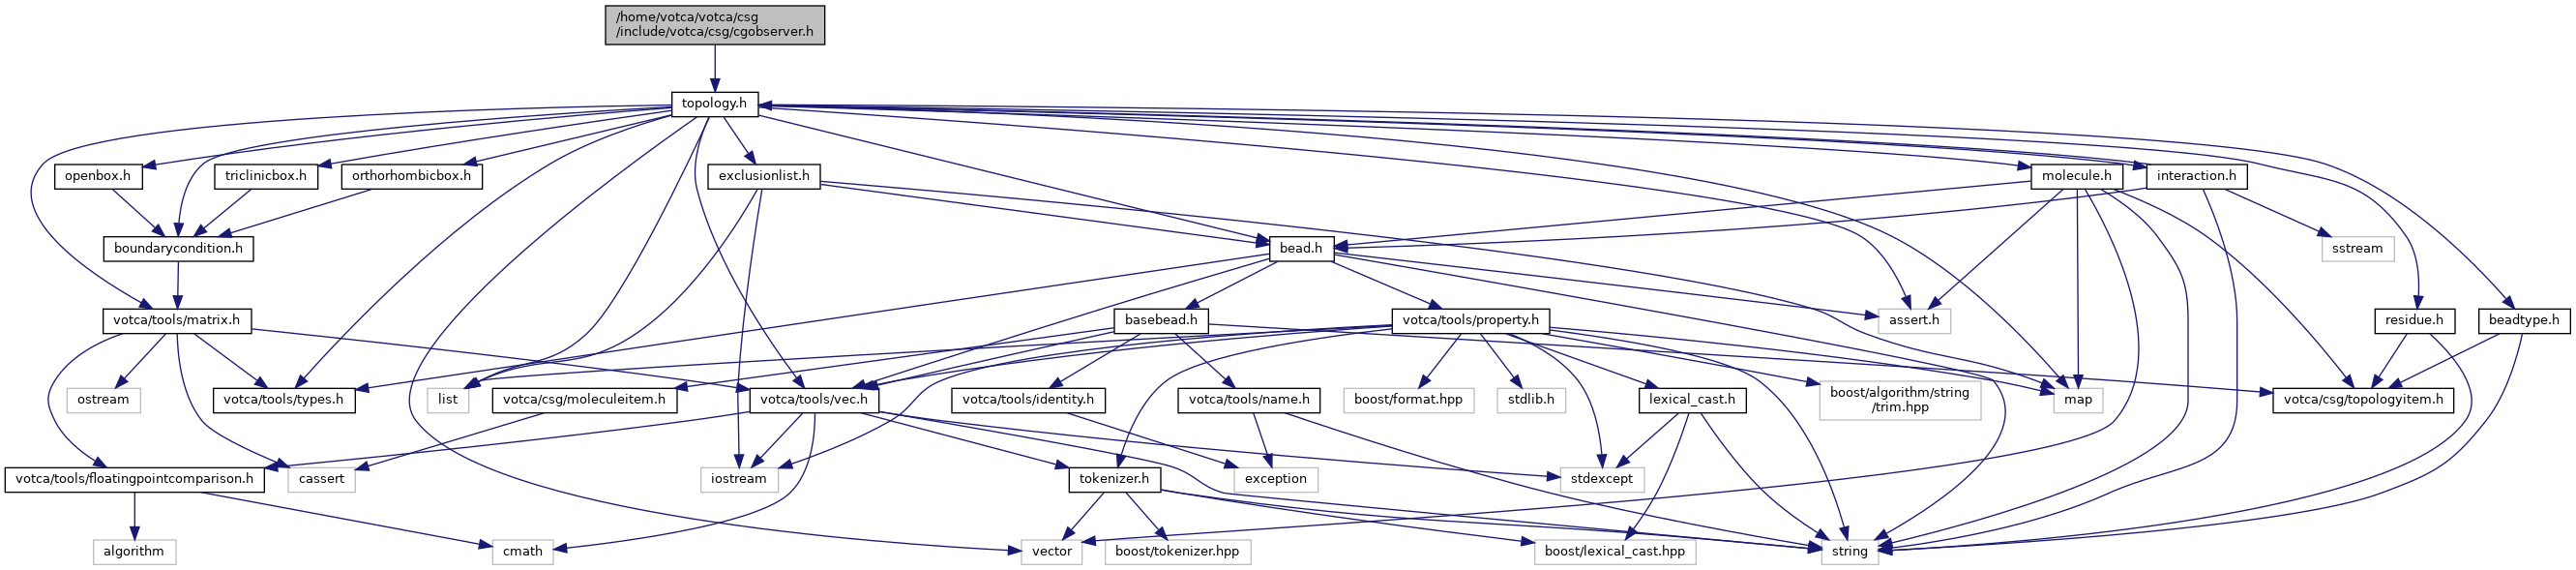 /home/votca/votca/csg
/include/votca/csg/cgobserver.h
topology.h
openbox.h
triclinicbox.h
orthorhombicbox.h
exclusionlist.h
molecule.h
interaction.h
boundarycondition.h
bead.h
sstream
votca/tools/matrix.h
basebead.h
votca/tools/property.h
assert.h
residue.h
beadtype.h
ostream
votca/tools/types.h
list
votca/csg/moleculeitem.h
votca/tools/vec.h
votca/tools/identity.h
votca/tools/name.h
boost/format.hpp
stdlib.h
lexical_cast.h
boost/algorithm/string
/trim.hpp
map
votca/csg/topologyitem.h
votca/tools/floatingpointcomparison.h
cassert
iostream
tokenizer.h
exception
stdexcept
algorithm
cmath
vector
boost/tokenizer.hpp
boost/lexical_cast.hpp
string